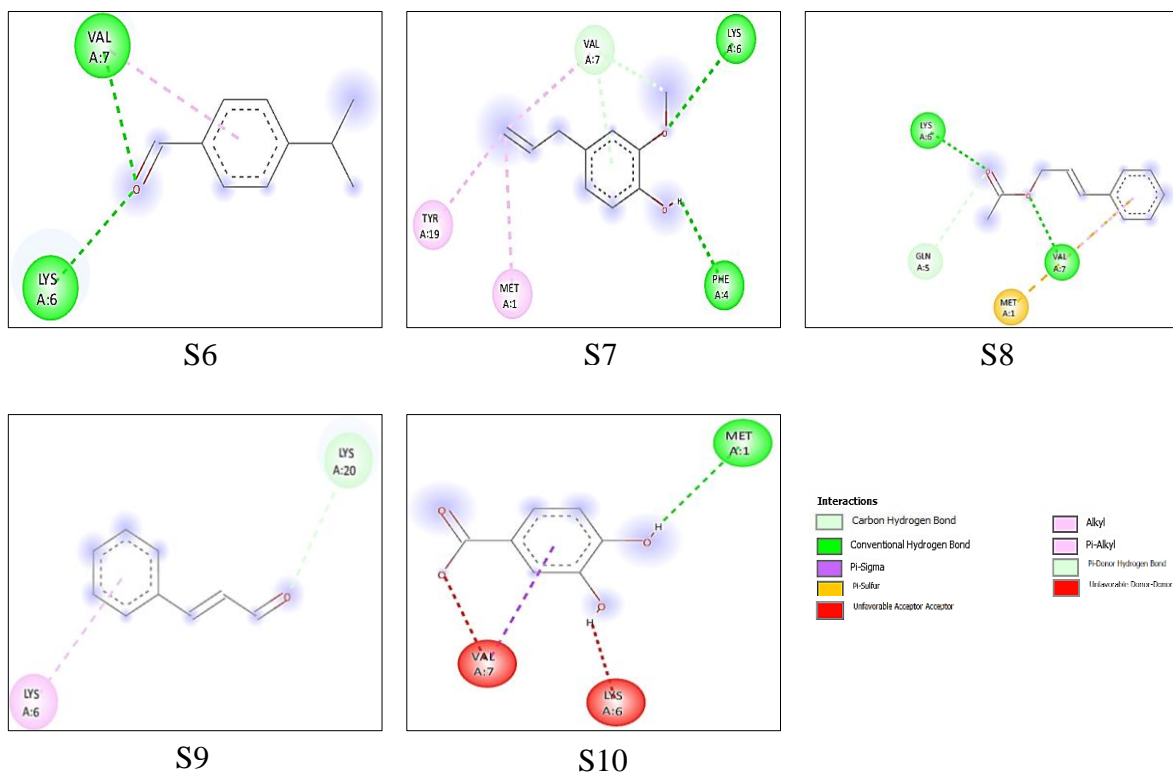 VAL
A:7
O
LYS
A:6
S6
VAL
A:7
LYS
A:6
O
O
H
TYR
A:19
MET
A:1
PHE
A:4
S7
LYS
A:6
O
O
GLN
A:5
VAL
A:7
MET
A:1
S8
LYS
A:20
O
LYS
A:6
S9
MET
A:1
O
H
O
O
O
H
VAL
A:7
LYS
A:6
S10
Interactions
Carbon Hydrogen Bond
Conventional Hydrogen Bond
Pi-Sigma
Pi-Sulfur
Unfavorable Acceptor Acceptor
Alkyl
Pi-Alkyl
Pi-Donor Hydrogen Bond
Unfavorable Donor-Donor